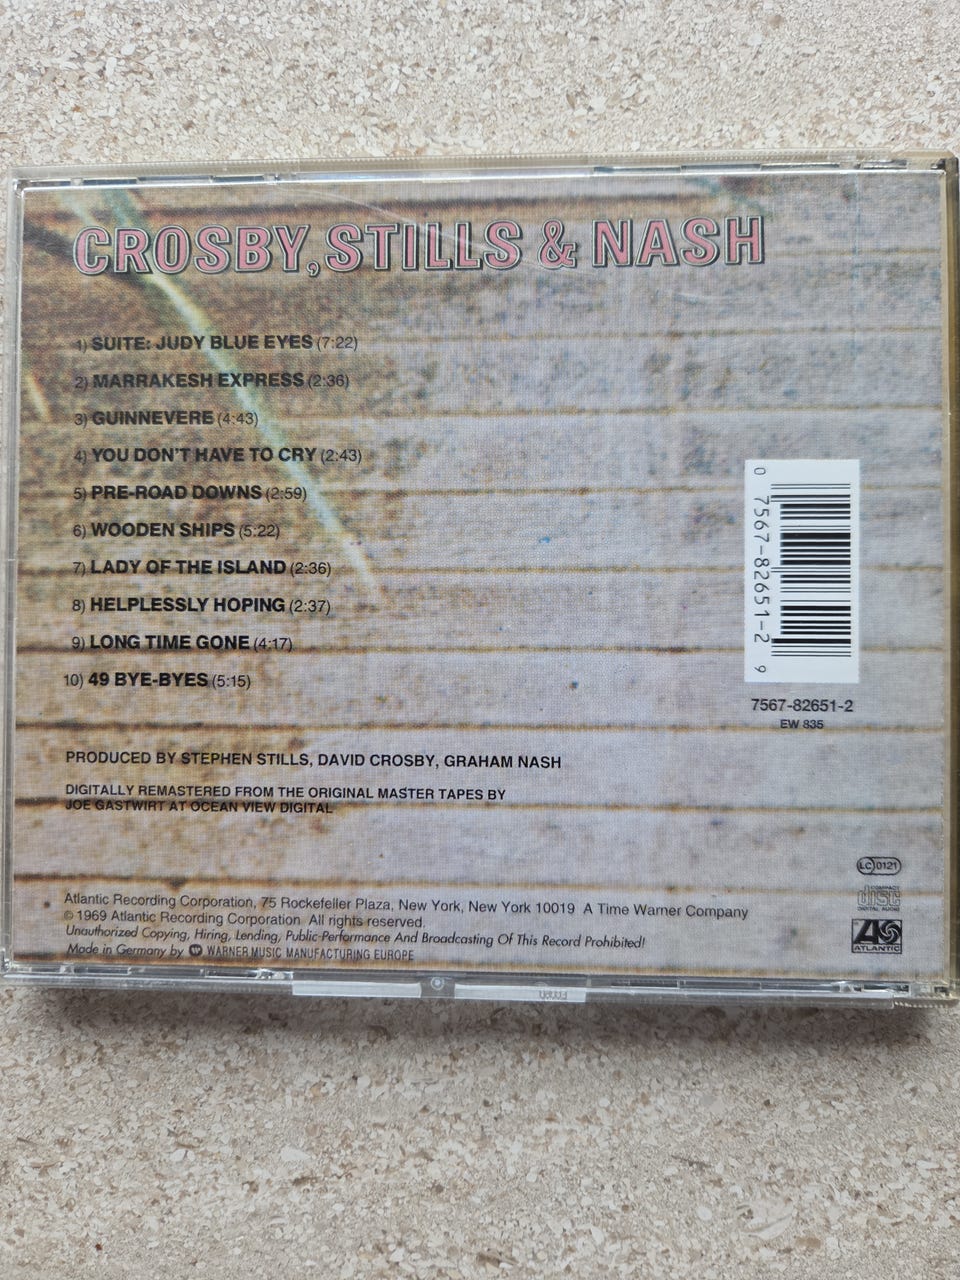 CROSBY, STILLS & NASH
1) SUITE: JUDY BLUE EYES (7:22)
2) MARRAKESH EXPRESS (2:36)
3) GUINNEVERE (4:43)
4) YOU DON'T HAVE TO CRY (2:43)
5) PRE-ROAD DOWNS (2:59)
6) WOODEN SHIPS (5:22)
7) LADY OF THE ISLAND (2:36)
8) HELPLESSLY HOPING (2:37)
9) LONG TIME GONE (4:17)
10) 49 BYE-BYES (5:15)
0 7567-82651-2 9
7567-82651-2
EW 835
PRODUCED BY STEPHEN STILLS, DAVID CROSBY, GRAHAM NASH
DIGITALLY REMASTERED FROM THE ORIGINAL MASTER TAPES BY
JOE GASTWIRT AT OCEAN VIEW DIGITAL
LC 0121
COMPACT
disc
DIGITAL AUDIO
ATLANTIC
Atlantic Recording Corporation, 75 Rockefeller Plaza, New York, New York 10019 A Time Warner Company
© 1969 Atlantic Recording Corporation All rights reserved.
Unauthorized Copying, Hiring, Lending, Public-Performance And Broadcasting Of This Record Prohibited!
Made in Germany by WARNER MUSIC MANUFACTURING EUROPE